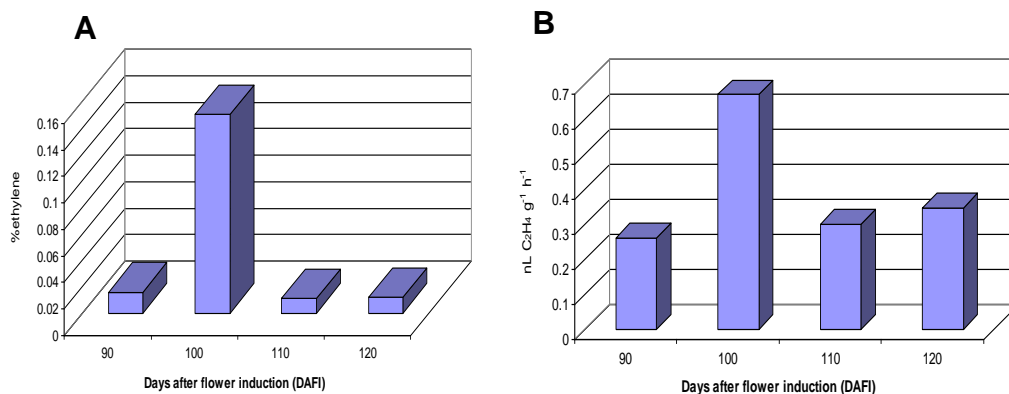 A
%ethylene
0.16
0.14
0.12
0.1
0.08
0.06
0.04
0.02
0
90 100 110 120
Days after flower induction (DAFI)
B
nL C₂H₄ g⁻¹ h⁻¹
0.7
0.6
0.5
0.4
0.3
0.2
0.1
0
90 100 110 120
Days after flower induction (DAFI)